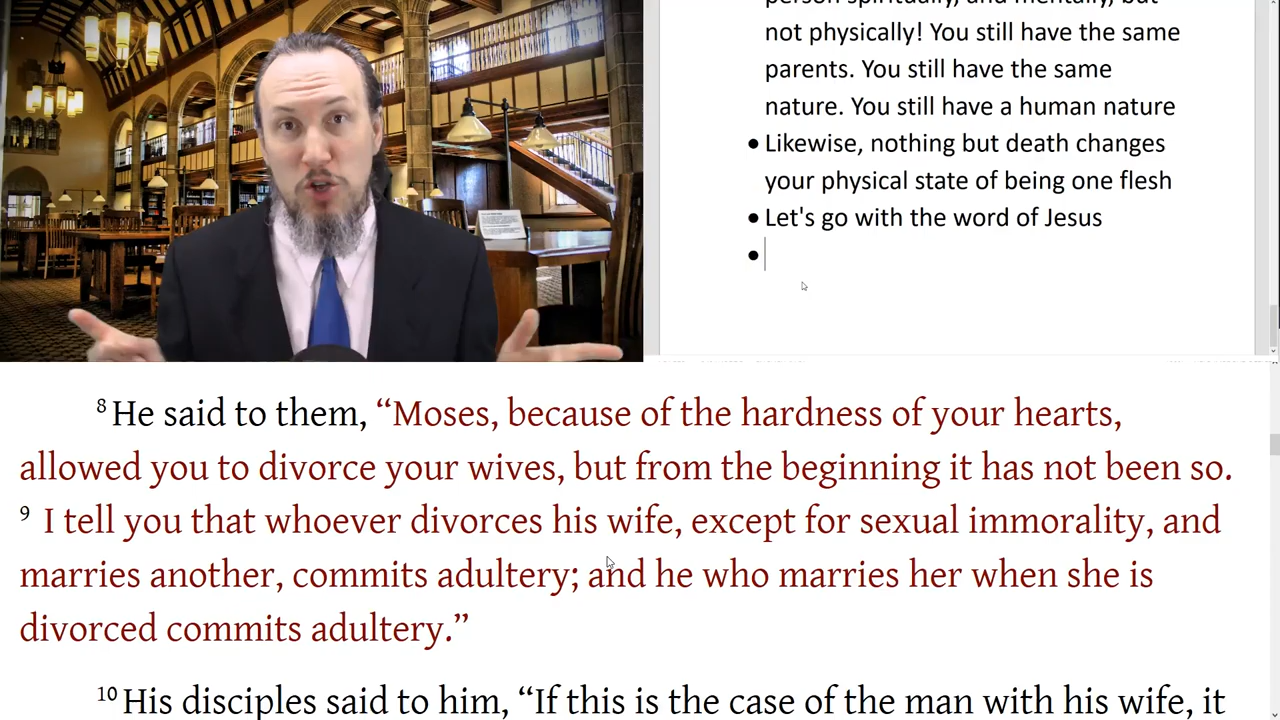 person spiritually, and mentally, but
not physically! You still have the same
parents. You still have the same
nature. You still have a human nature
● Likewise, nothing but death changes
your physical state of being one flesh
● Let's go with the word of Jesus
●
8 He said to them, “Moses, because of the hardness of your hearts,
allowed you to divorce your wives, but from the beginning it has not been so.
9 I tell you that whoever divorces his wife, except for sexual immorality, and
marries another, commits adultery; and he who marries her when she is
divorced commits adultery.”
10 His disciples said to him, “If this is the case of the man with his wife, it